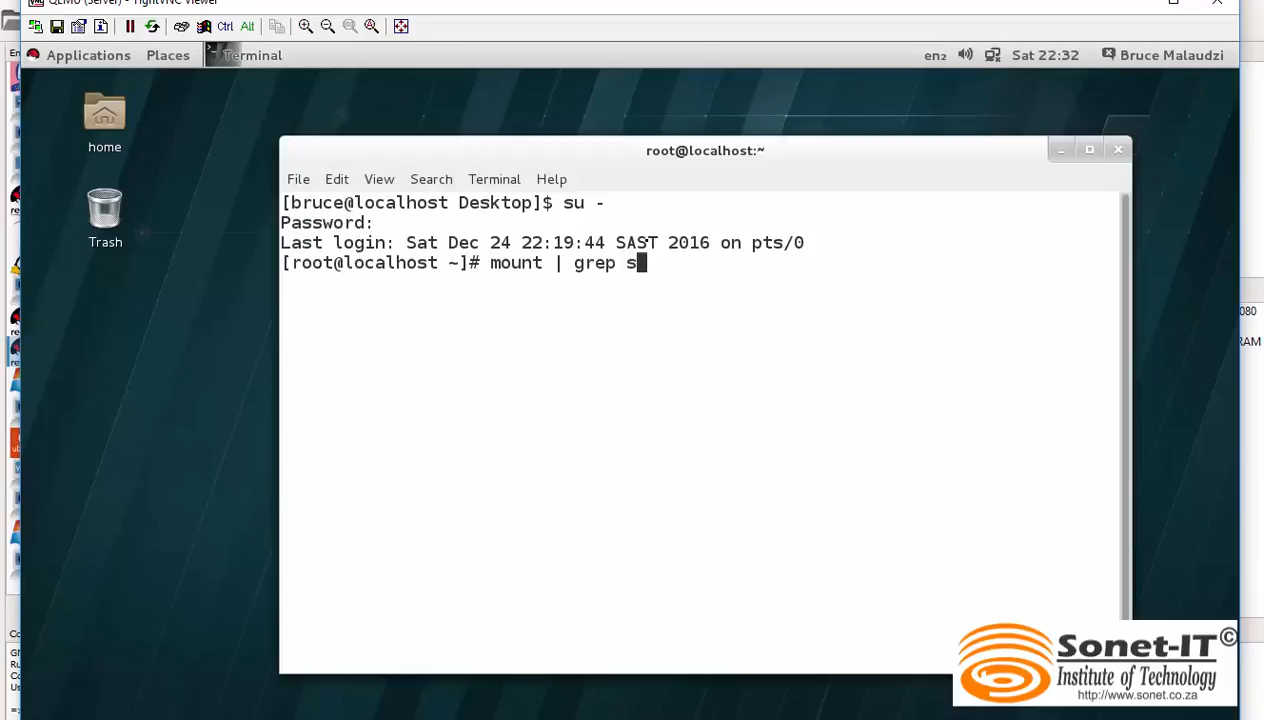 QEMU (Server) - TightVNC Viewer
Ctrl Alt
Applications Places Terminal en2 Sat 22:32 Bruce Malaudzi
home
Trash
root@localhost:~
File Edit View Search Terminal Help
[bruce@localhost Desktop]$ su -
Password:
Last login: Sat Dec 24 22:19:44 SAST 2016 on pts/0
[root@localhost ~]# mount | grep s
080
RAM
Sonet-IT©
Institute of Technology
http://www.sonet.co.za